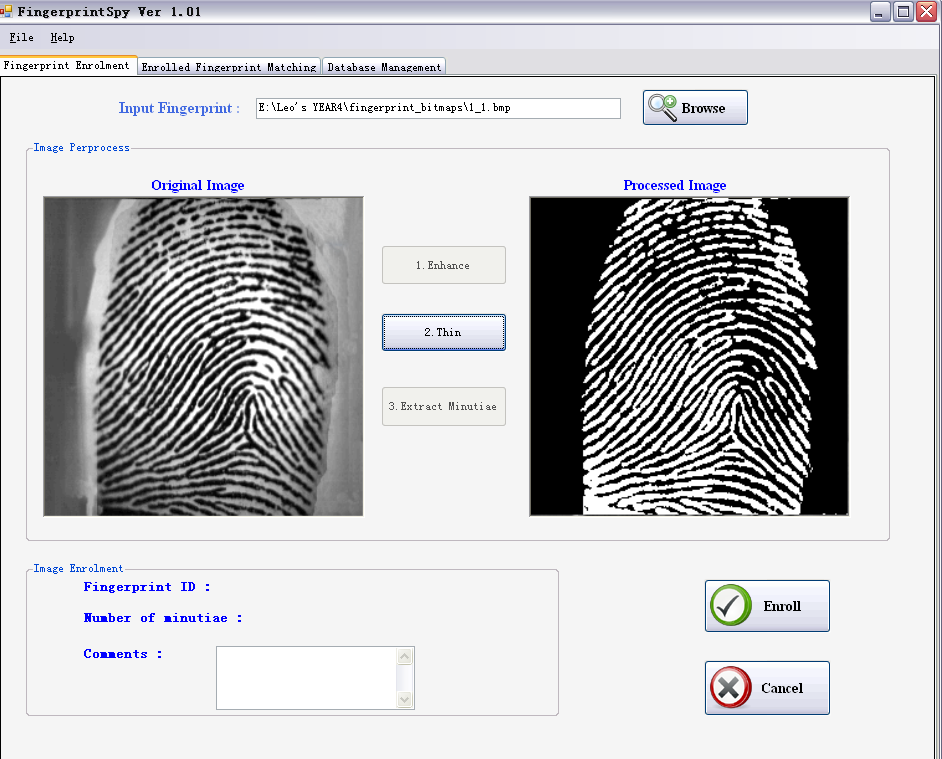 FingerprintSpy Ver 1.01
File Help
Fingerprint Enrolment Enrolled Fingerprint Matching Database Management
Input Fingerprint : E:\Leo's YEAR4\fingerprint_bitmaps\1_1.bmp Browse
Image Perprocess
Original Image Processed Image
1.Enhance
2.Thin
3.Extract Minutiae
Image Enrolment
Fingerprint ID :
Number of minutiae :
Comments :
Enroll
Cancel